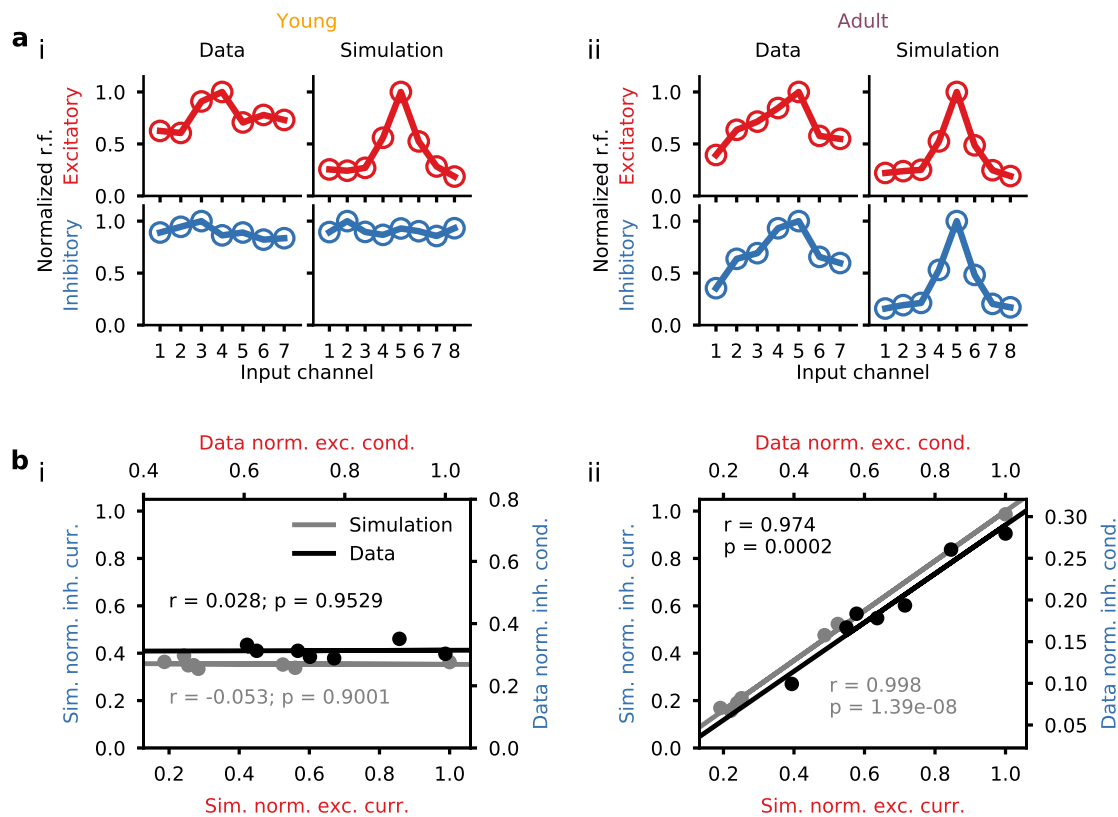 a
Young
Adult
i
Data
Simulation
ii
Data
Simulation
Normalized r.f.
Excitatory
1.0
0.5
0.0
Inhibitory
1.0
0.5
0.0
1 2 3 4 5 6 7
1 2 3 4 5 6 7 8
Input channel
Normalized r.f.
Excitatory
1.0
0.5
0.0
Inhibitory
1.0
0.5
0.0
1 2 3 4 5 6 7
1 2 3 4 5 6 7 8
Input channel
b
i
Data norm. exc. cond.
0.4 0.6 0.8 1.0
Sim. norm. inh. curr.
1.0
0.8
0.6
0.4
0.2
0.0
Simulation
Data
r = 0.028; p = 0.9529
r = -0.053; p = 0.9001
0.8
0.6
0.4
0.2
0.0
Data norm. inh. cond.
0.2 0.4 0.6 0.8 1.0
Sim. norm. exc. curr.
ii
Data norm. exc. cond.
0.2 0.4 0.6 0.8 1.0
Sim. norm. inh. curr.
1.0
0.8
0.6
0.4
0.2
0.0
r = 0.974
p = 0.0002
r = 0.998
p = 1.39e-08
0.30
0.25
0.20
0.15
0.10
0.05
Data norm. inh. cond.
0.2 0.4 0.6 0.8 1.0
Sim. norm. exc. curr.